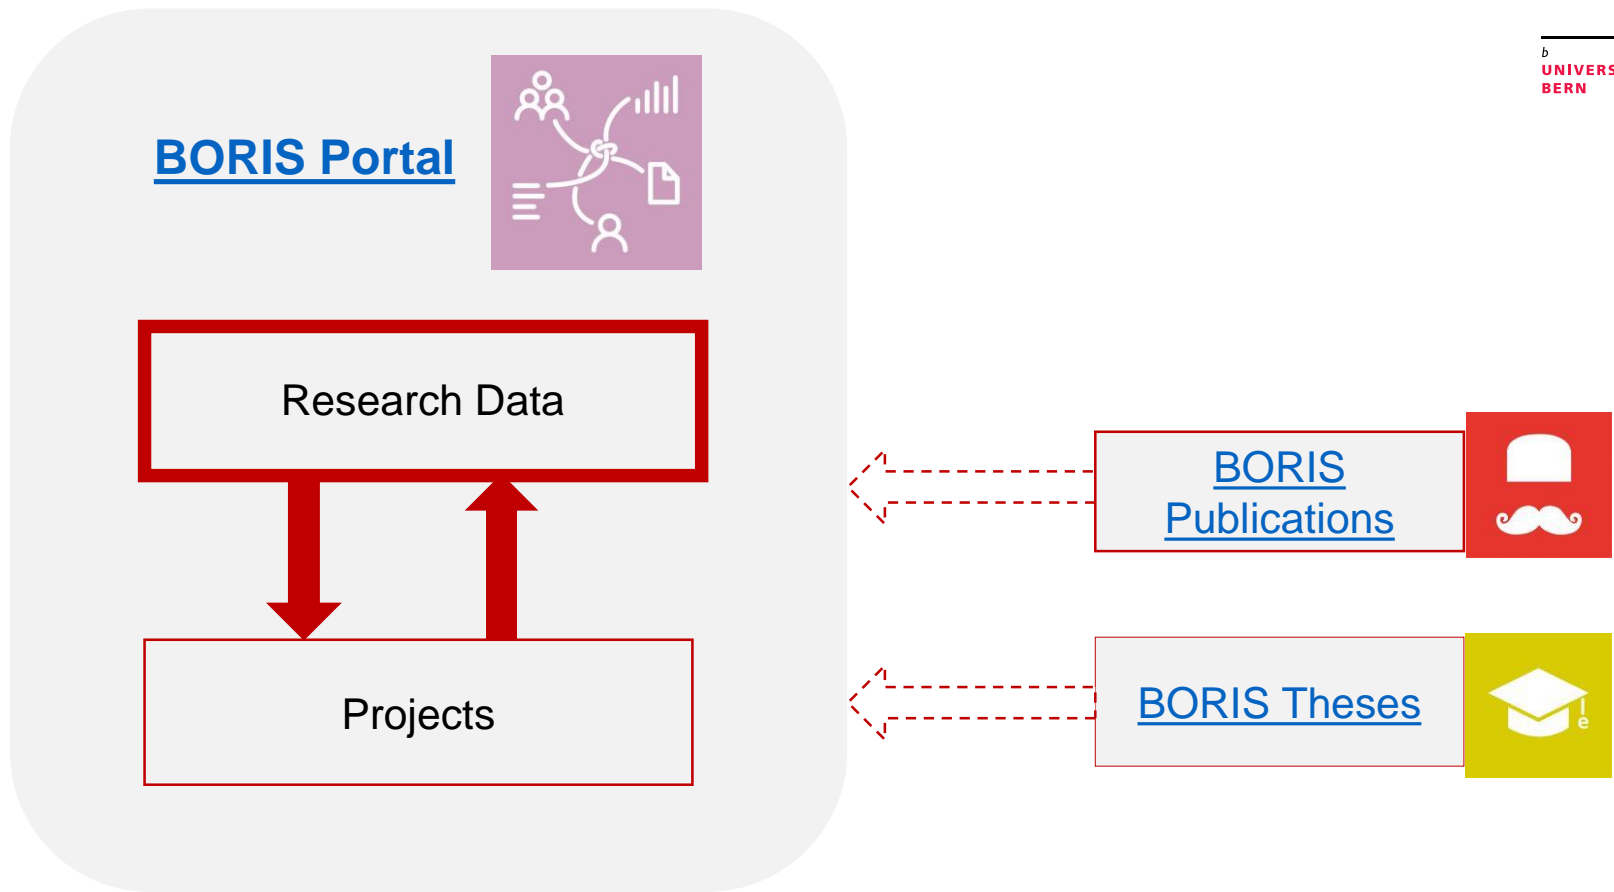 b
UNIVERS
BERN
BORIS Portal
Research Data
Projects
BORIS
Publications
BORIS Theses
e